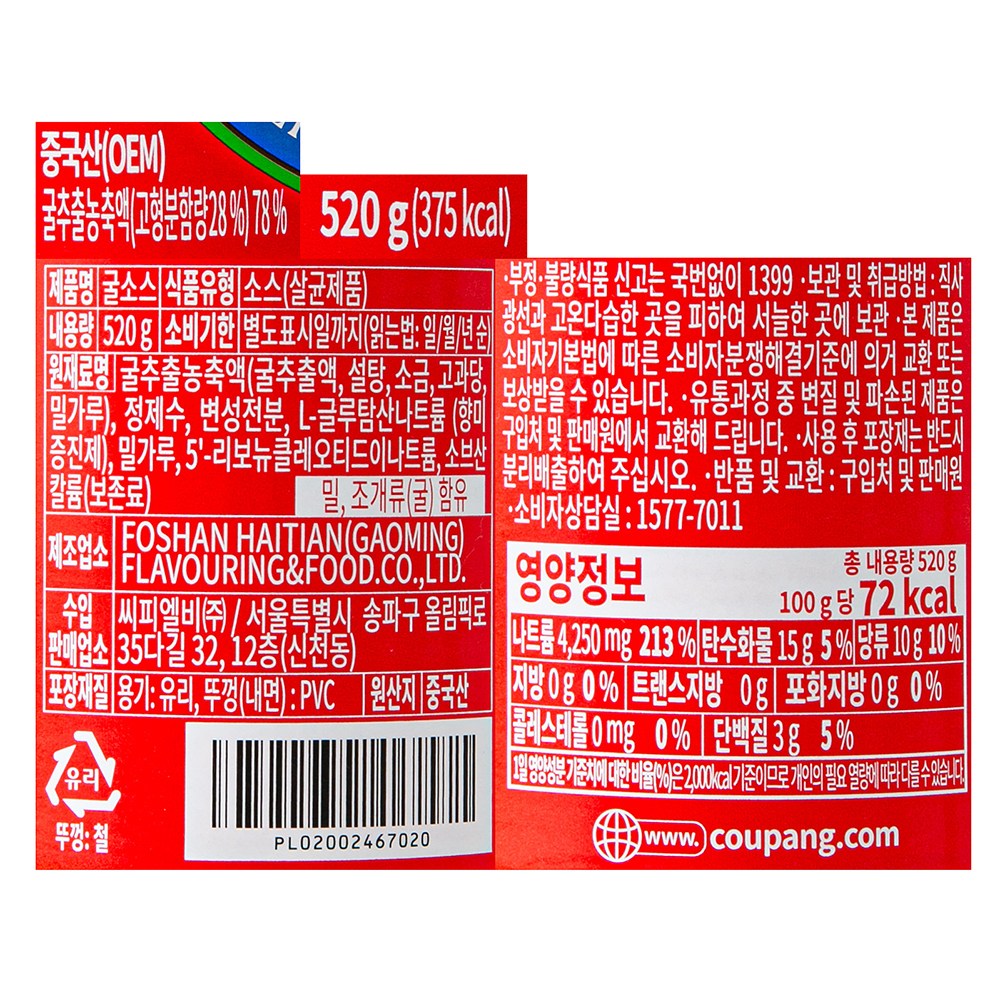 중국산(OEM)
굴추출농축액(고형분함량28%) 78%
520 g (375 kcal)
제품명 굴소스 식품유형 소스(살균제품)
내용량 520 g 소비기한 별도표시일까지(읽는법: 일/월/년 순)
원재료명 굴추출농축액(굴추출액, 설탕, 소금, 고과당,
밀가루), 정제수, 변성전분, L-글루탐산나트륨 (향미
증진제), 밀가루, 5'-리보뉴클레오티드이나트륨, 소브산
칼륨(보존료)
밀, 조개류(굴) 함유
제조업소 FOSHAN HAITIAN(GAOMING)
FLAVOURING&FOOD.CO.,LTD.
수입 판매업소 씨피엘비(주) / 서울특별시 송파구 올림픽로
35다길 32, 12층(신천동)
포장재질 용기: 유리, 뚜껑(내면) : PVC 원산지 중국산
유리
뚜껑: 철
PL02002467020
·부정·불량식품 신고는 국번없이 1399 ·보관 및 취급방법 : 직사
광선과 고온다습한 곳을 피하여 서늘한 곳에 보관 ·본 제품은
소비자기본법에 따른 소비자분쟁해결기준에 의거 교환 또는
보상받을 수 있습니다. ·유통과정 중 변질 및 파손된 제품은
구입처 및 판매원에서 교환해 드립니다. ·사용 후 포장재는 반드시
분리배출하여 주십시오. ·반품 및 교환 : 구입처 및 판매원
·소비자상담실 : 1577-7011
영양정보
총 내용량 520 g
100 g 당 72 kcal
나트륨 4,250 mg 213 % 탄수화물 15 g 5 % 당류 10 g 10 %
지방 0 g 0 % 트랜스지방 0 g 포화지방 0 g 0 %
콜레스테롤 0 mg 0 % 단백질 3 g 5 %
1일 영양성분 기준치에 대한 비율(%)은 2,000kcal 기준이므로 개인의 필요 열량에 따라 다를 수 있습니다.
www. coupang.com